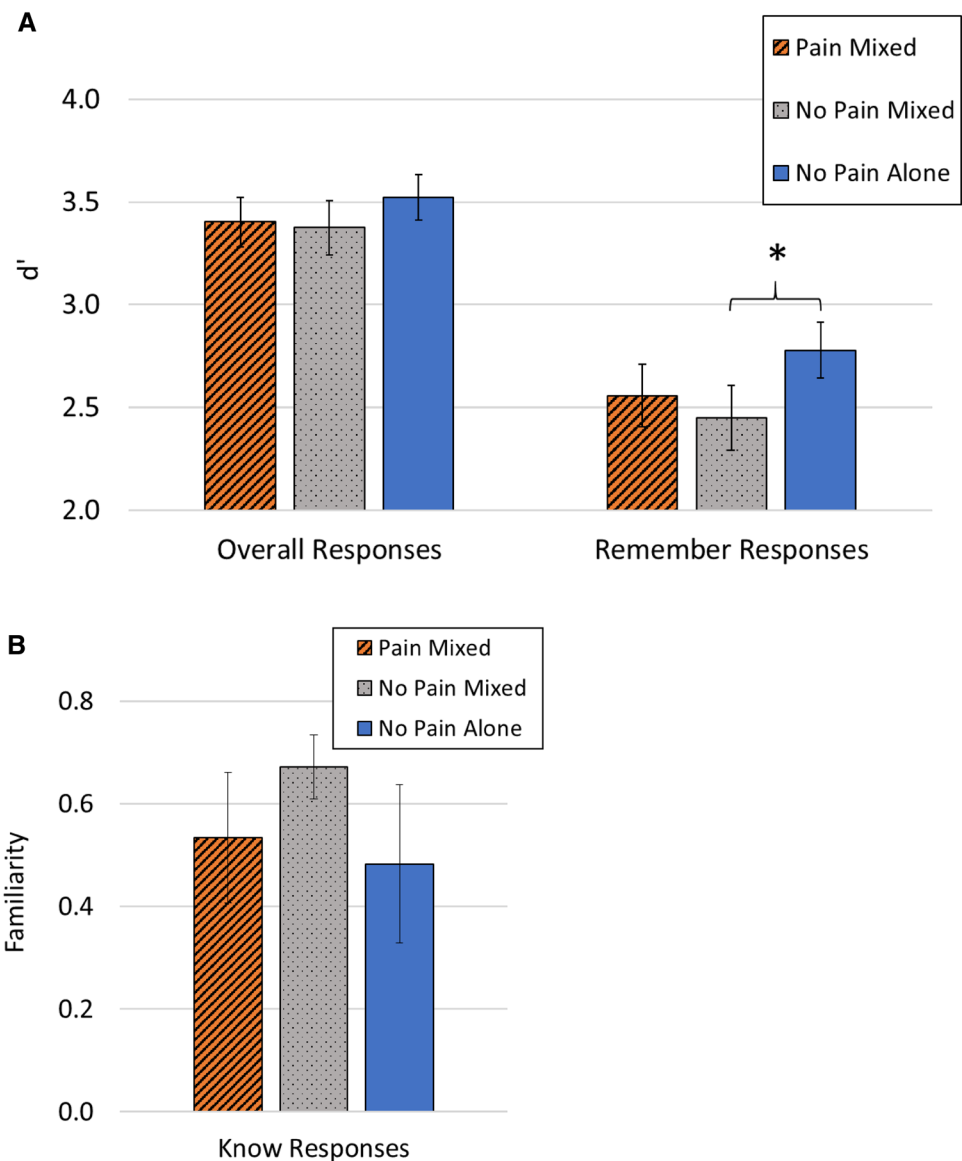 A
Pain Mixed
No Pain Mixed
No Pain Alone
4.0
3.5
3.0
2.5
2.0
d'
*
Overall Responses
Remember Responses
B
Pain Mixed
No Pain Mixed
No Pain Alone
0.8
0.6
0.4
0.2
0.0
Familiarity
Know Responses